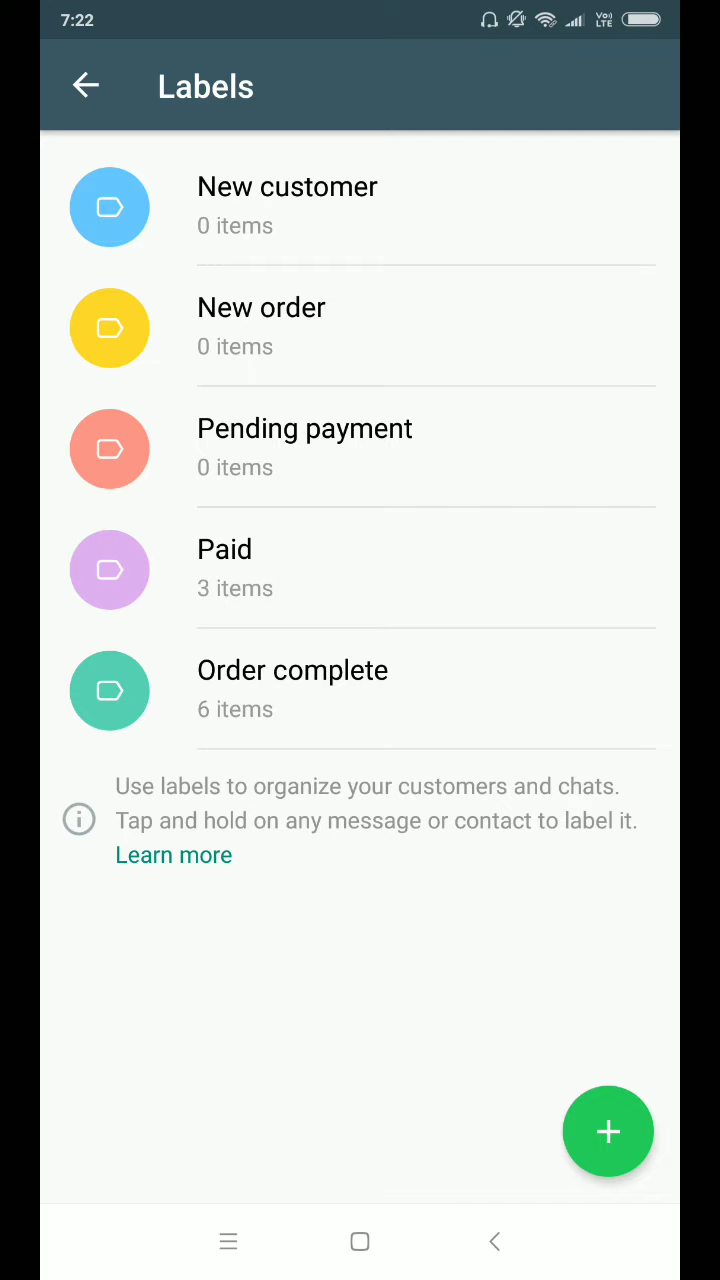 7:22
Vo)) LTE
Labels
New customer
0 items
New order
0 items
Pending payment
0 items
Paid
3 items
Order complete
6 items
Use labels to organize your customers and chats.
Tap and hold on any message or contact to label it.
Learn more